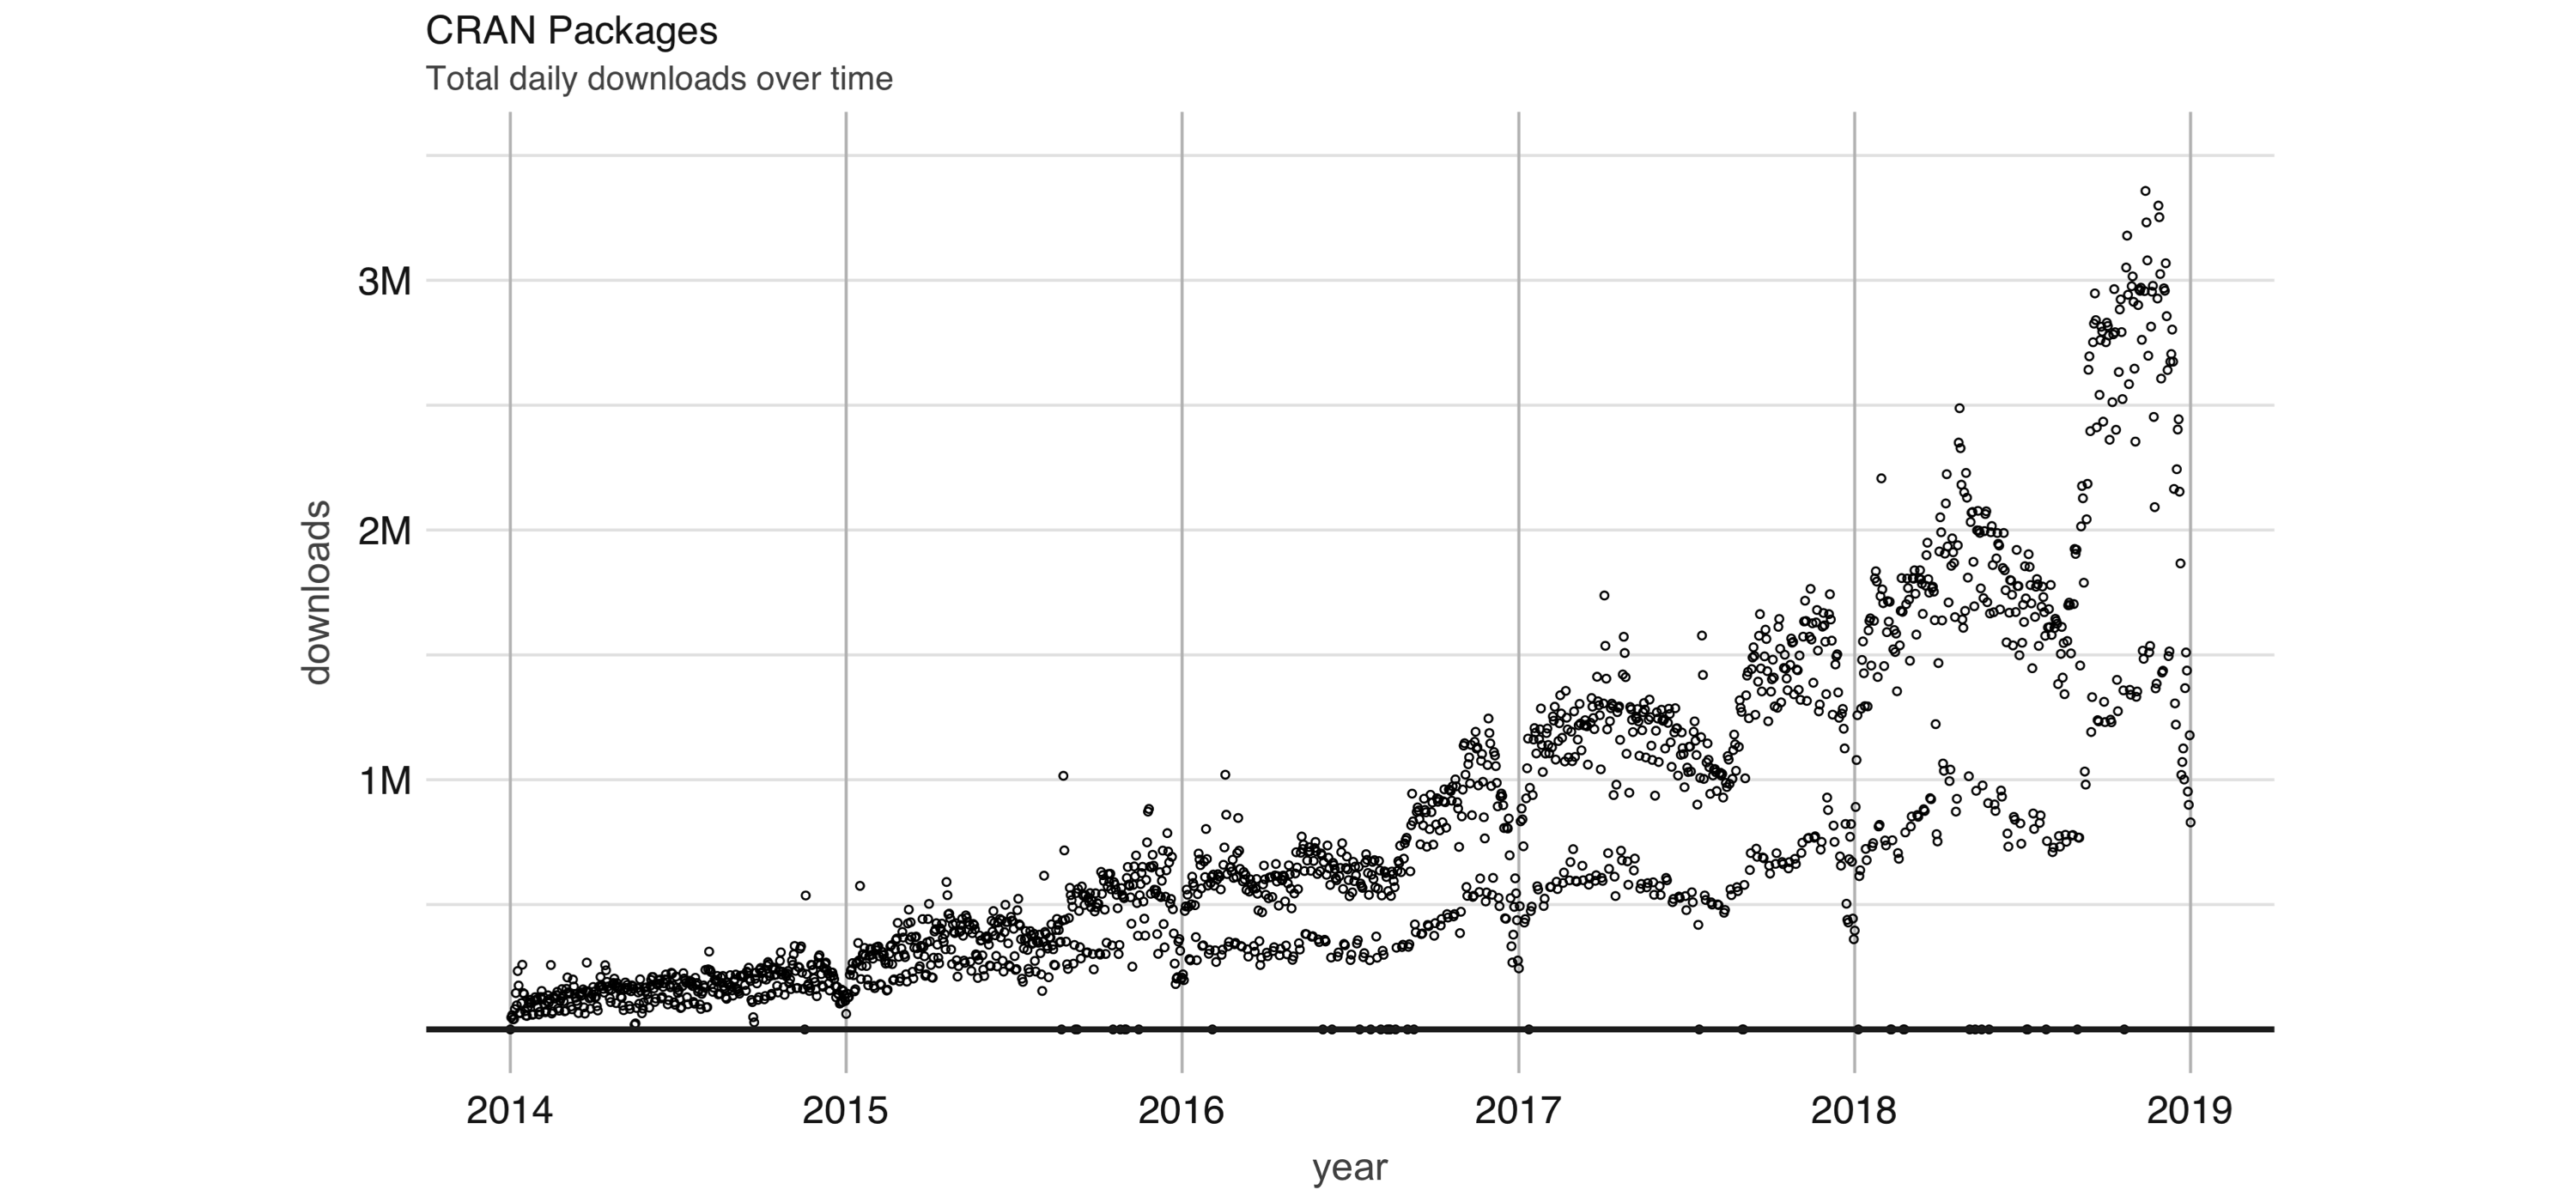 CRAN Packages
Total daily downloads over time
3M
2M
1M
downloads
2014 2015 2016 2017 2018 2019
year